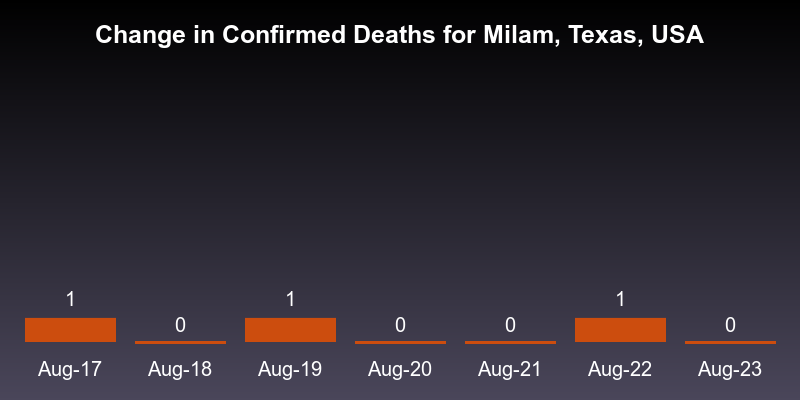 Change in Confirmed Deaths for Milam, Texas, USA
1 0 1 0 0 1 0
Aug-17 Aug-18 Aug-19 Aug-20 Aug-21 Aug-22 Aug-23